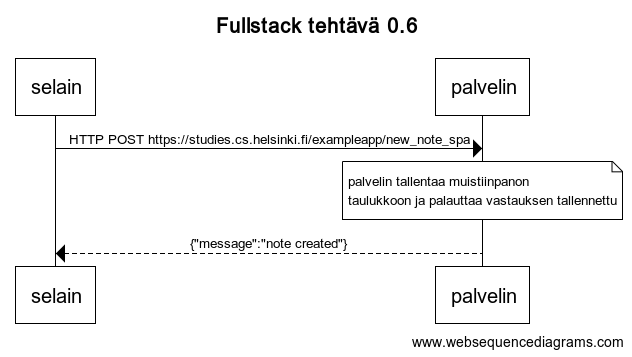 Fullstack tehtävä 0.6
selain
palvelin
HTTP POST https://studies.cs.helsinki.fi/exampleapp/new_note_spa
palvelin tallentaa muistiinpanon
taulukkoon ja palauttaa vastauksen tallennettu
{"message":"note created"}
selain
palvelin
www.websequencediagrams.com